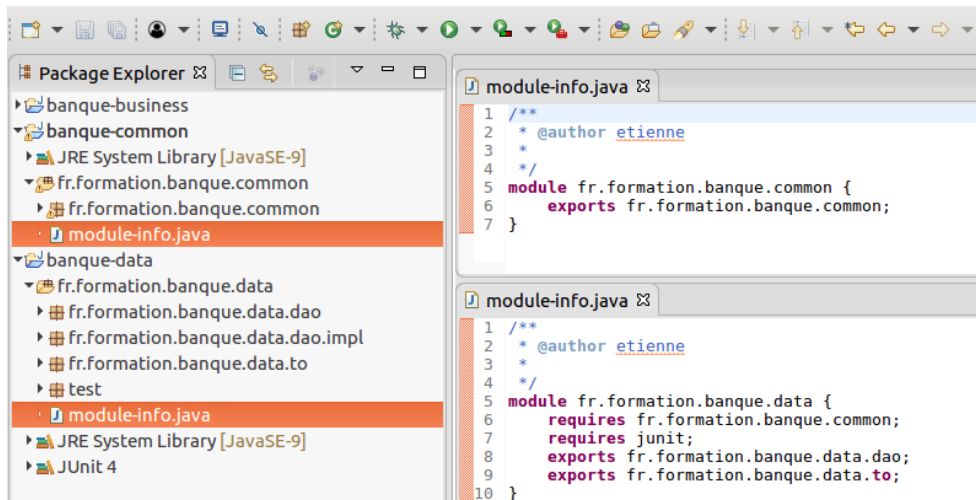 Package Explorer
banque-business
banque-common
JRE System Library [JavaSE-9]
fr.formation.banque.common
fr.formation.banque.common
module-info.java
banque-data
fr.formation.banque.data
fr.formation.banque.data.dao
fr.formation.banque.data.dao.impl
fr.formation.banque.data.to
test
module-info.java
JRE System Library [JavaSE-9]
JUnit 4
module-info.java
1 /**
2 * @author etienne
3 *
4 */
5 module fr.formation.banque.common {
6 exports fr.formation.banque.common;
7 }
module-info.java
1 /**
2 * @author etienne
3 *
4 */
5 module fr.formation.banque.data {
6 requires fr.formation.banque.common;
7 requires junit;
8 exports fr.formation.banque.data.dao;
9 exports fr.formation.banque.data.to;
10 }